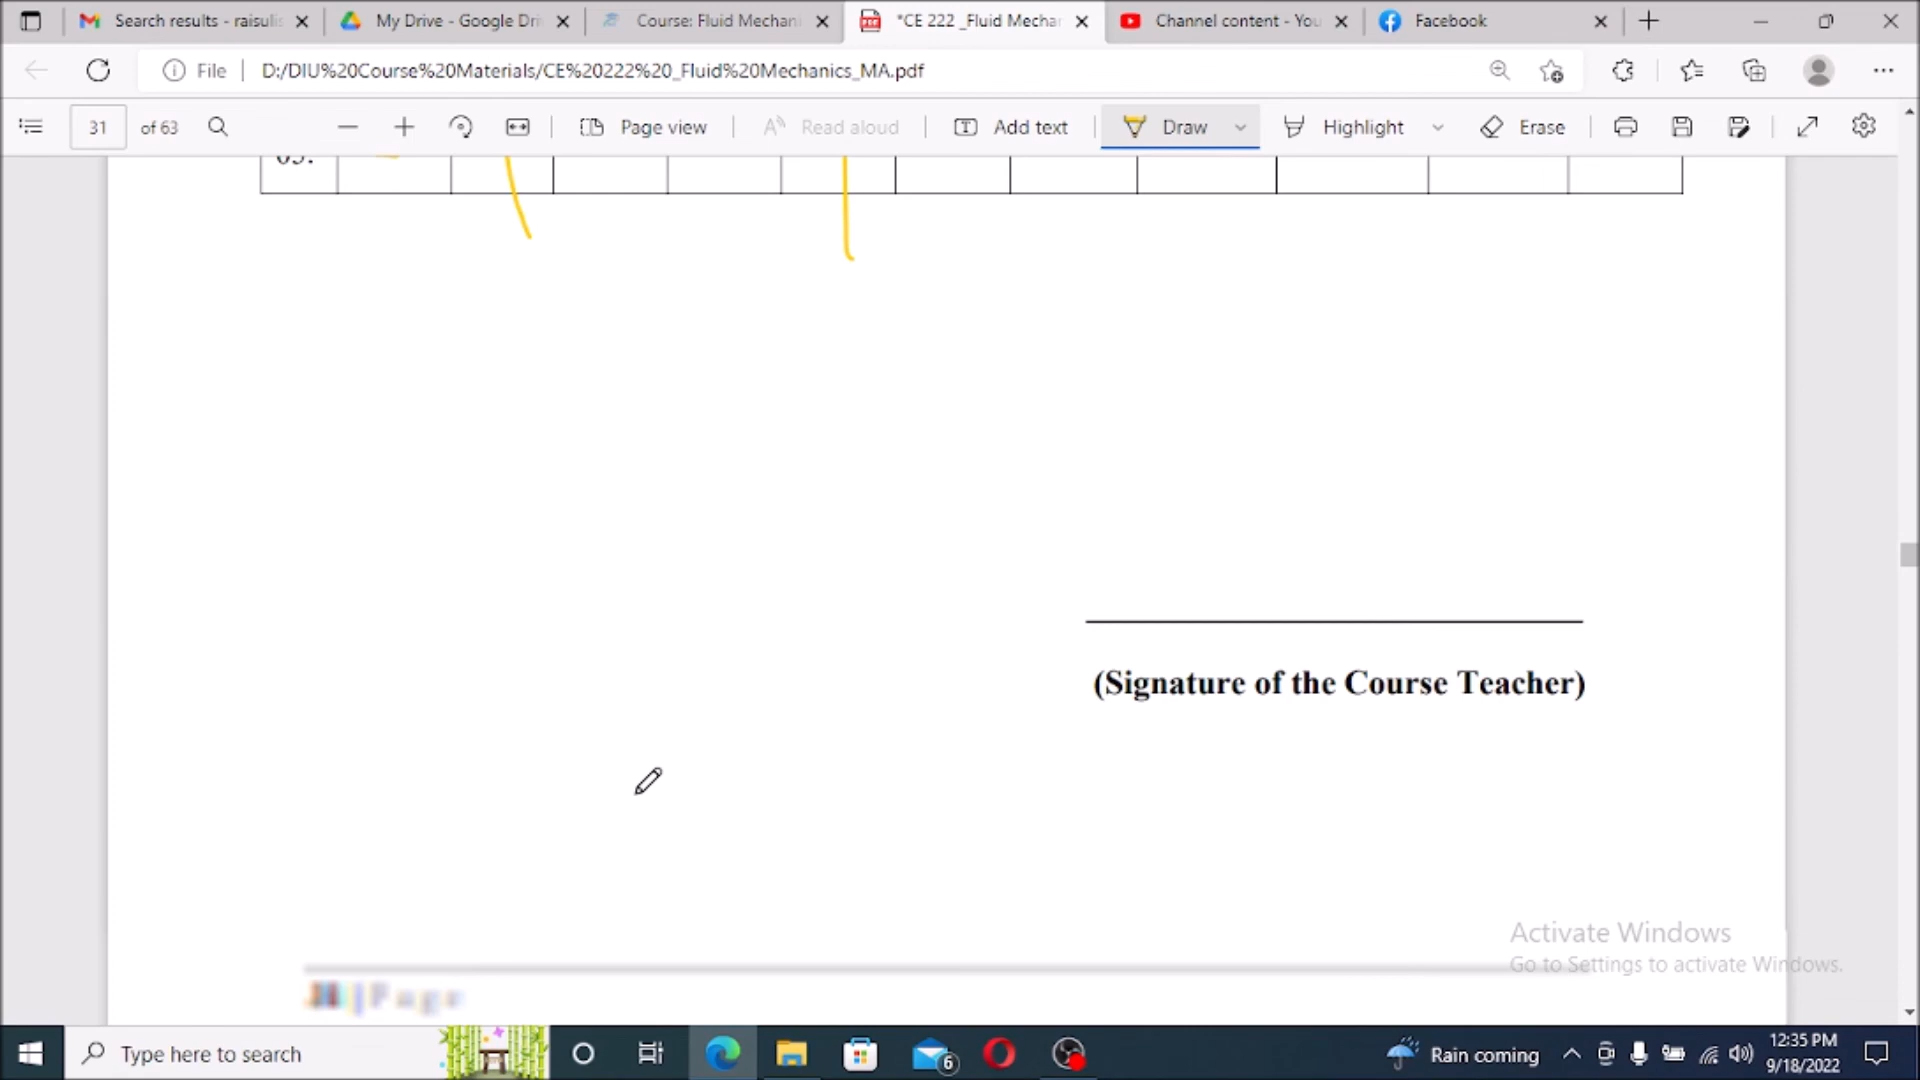 Search results - raisuli
My Drive - Google Dri
Course: Fluid Mechani
*CE 222 _Fluid Mechar
Channel content - You
Facebook
File
D:/DIU%20Course%20Materials/CE%20222%20_Fluid%20Mechanics_MA.pdf
31
of 63
Page view
Read aloud
Add text
Draw
Highlight
Erase
(Signature of the Course Teacher)
Activate Windows
Go to Settings to activate Windows.
| Page
Type here to search
6
Rain coming
12:35 PM
9/18/2022